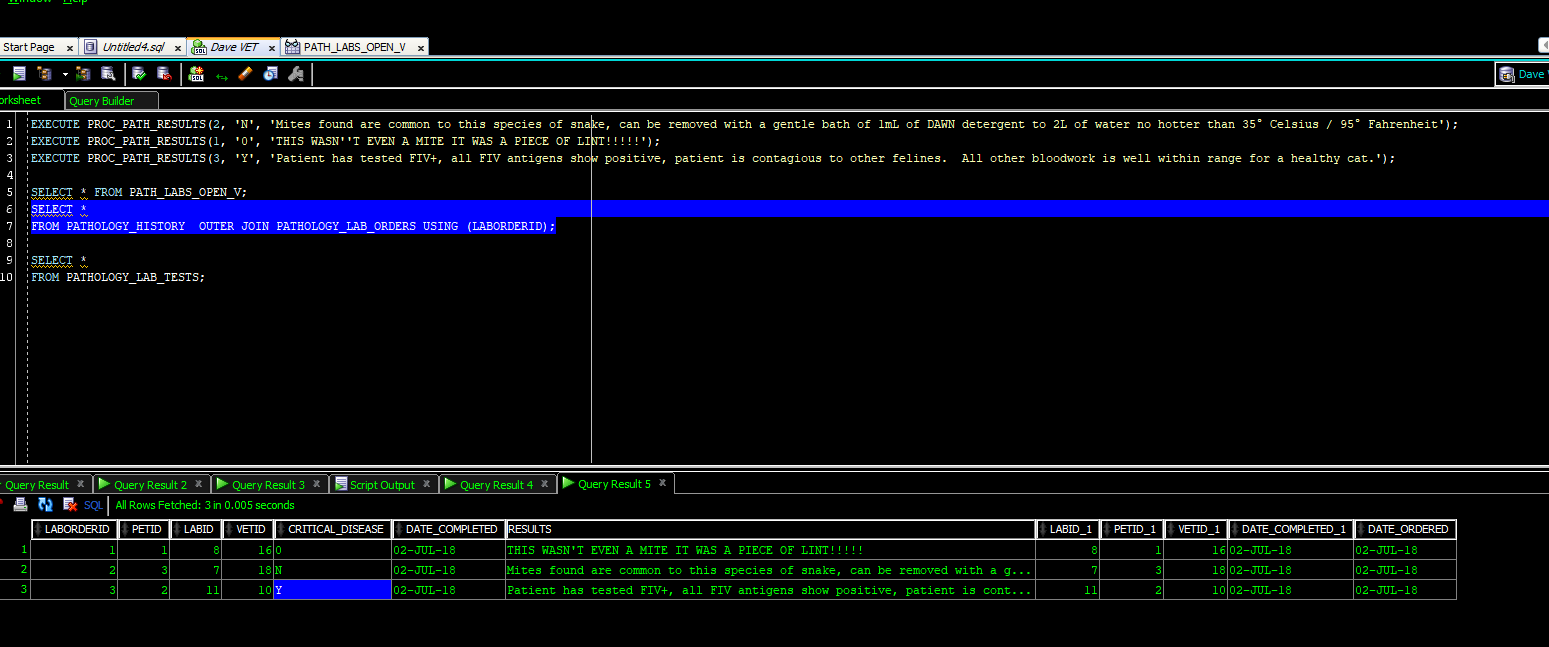 Window Help
Start Page Untitled4.sql Dave VET PATH_LABS_OPEN_V
Dave
orksheet Query Builder
1 EXECUTE PROC_PATH_RESULTS(2, 'N', 'Mites found are common to this species of snake, can be removed with a gentle bath of 1mL of DAWN detergent to 2L of water no hotter than 35° Celsius / 95° Fahrenheit');
2 EXECUTE PROC_PATH_RESULTS(1, '0', 'THIS WASN''T EVEN A MITE IT WAS A PIECE OF LINT!!!!!');
3 EXECUTE PROC_PATH_RESULTS(3, 'Y', 'Patient has tested FIV+, all FIV antigens show positive, patient is contagious to other felines.  All other bloodwork is well within range for a healthy cat.');
4
5 SELECT * FROM PATH_LABS_OPEN_V;
6 SELECT *
7 FROM PATHOLOGY_HISTORY  OUTER JOIN PATHOLOGY_LAB_ORDERS USING (LABORDERID);
8
9 SELECT *
10 FROM PATHOLOGY_LAB_TESTS;
Query Result Query Result 2 Query Result 3 Script Output Query Result 4 Query Result 5
SQL All Rows Fetched: 3 in 0.005 seconds
LABORDERID PETID LABID VETID CRITICAL_DISEASE DATE_COMPLETED RESULTS LABID_1 PETID_1 VETID_1 DATE_COMPLETED_1 DATE_ORDERED
1 1 1 8 16 0 02-JUL-18 THIS WASN'T EVEN A MITE IT WAS A PIECE OF LINT!!!!! 8 1 16 02-JUL-18 02-JUL-18
2 2 3 7 18 N 02-JUL-18 Mites found are common to this species of snake, can be removed with a g... 7 3 18 02-JUL-18 02-JUL-18
3 3 2 11 10 Y 02-JUL-18 Patient has tested FIV+, all FIV antigens show positive, patient is cont... 11 2 10 02-JUL-18 02-JUL-18